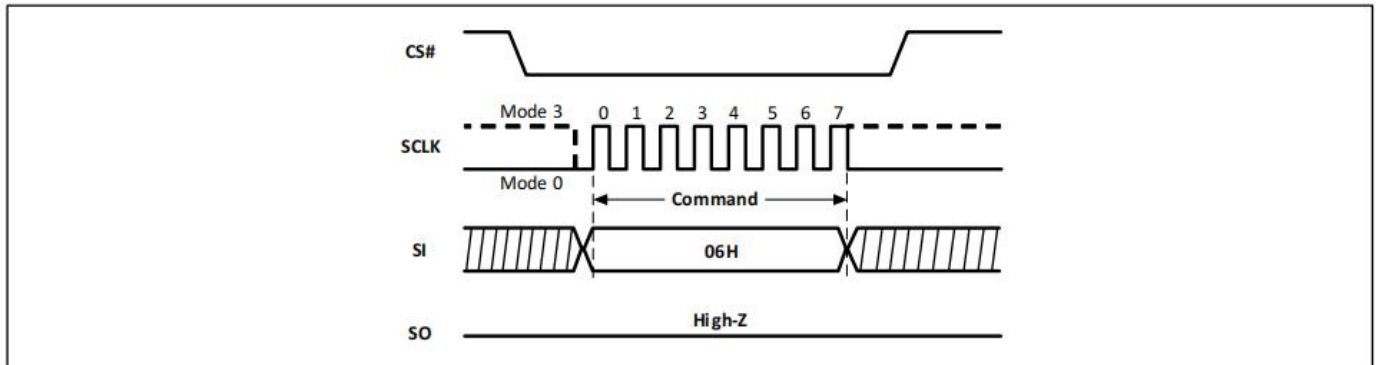 CS#
Mode 3 0 1 2 3 4 5 6 7
SCLK
Mode 0
Command
SI 06H
High-Z
SO